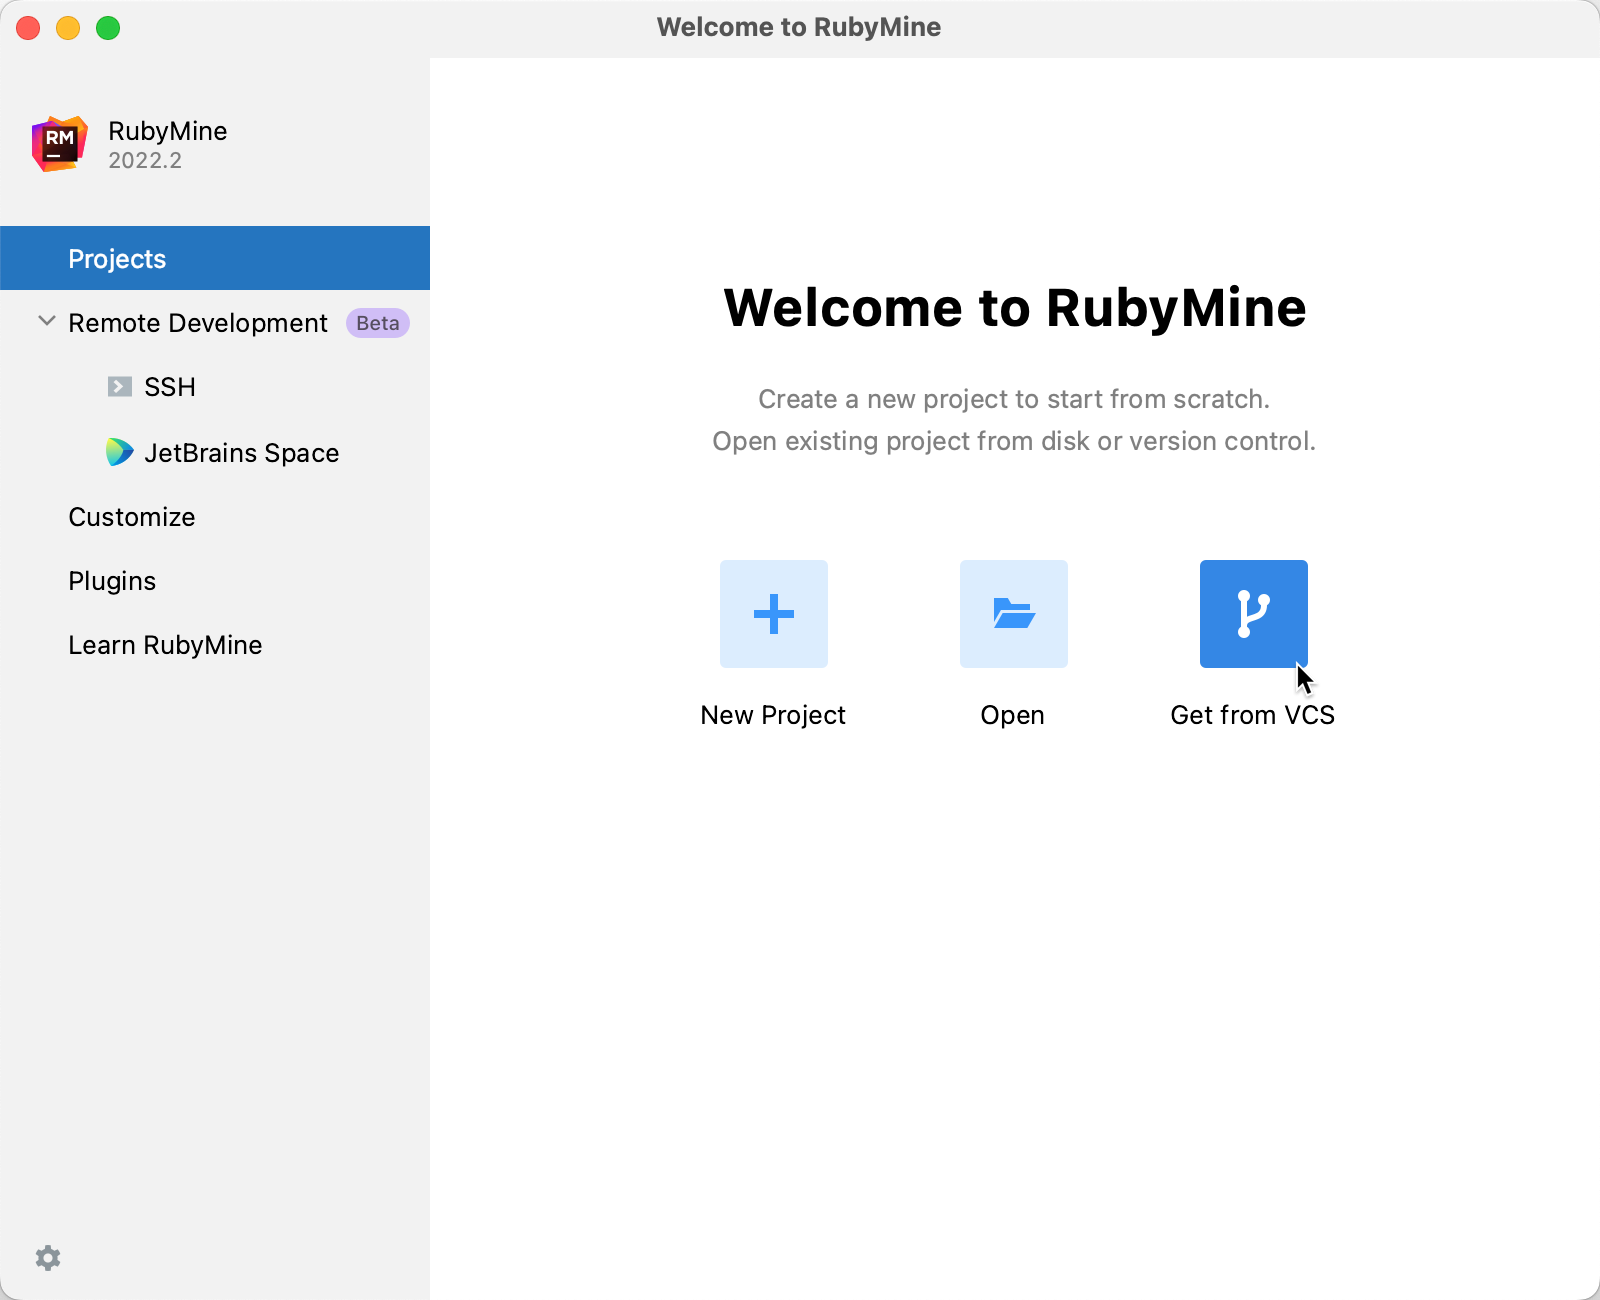 Welcome to RubyMine
RM
RubyMine
2022.2
Projects
Remote Development Beta
SSH
JetBrains Space
Customize
Plugins
Learn RubyMine
Welcome to RubyMine
Create a new project to start from scratch.
Open existing project from disk or version control.
New Project
Open
Get from VCS